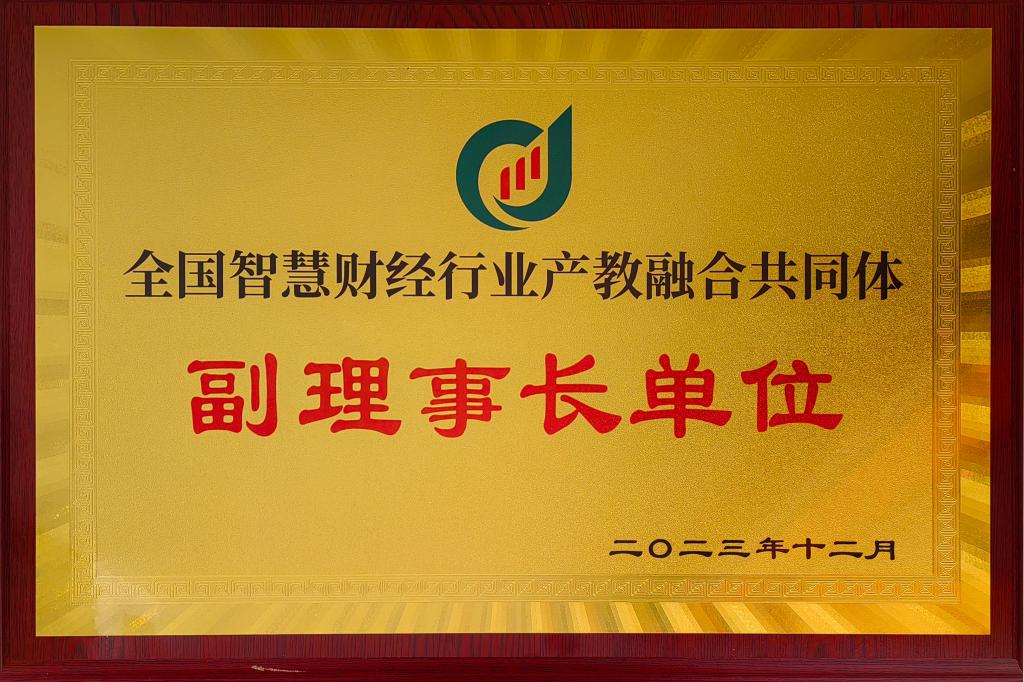 全国智慧财经行业产教融合共同体
副理事长单位
二〇二三年十二月